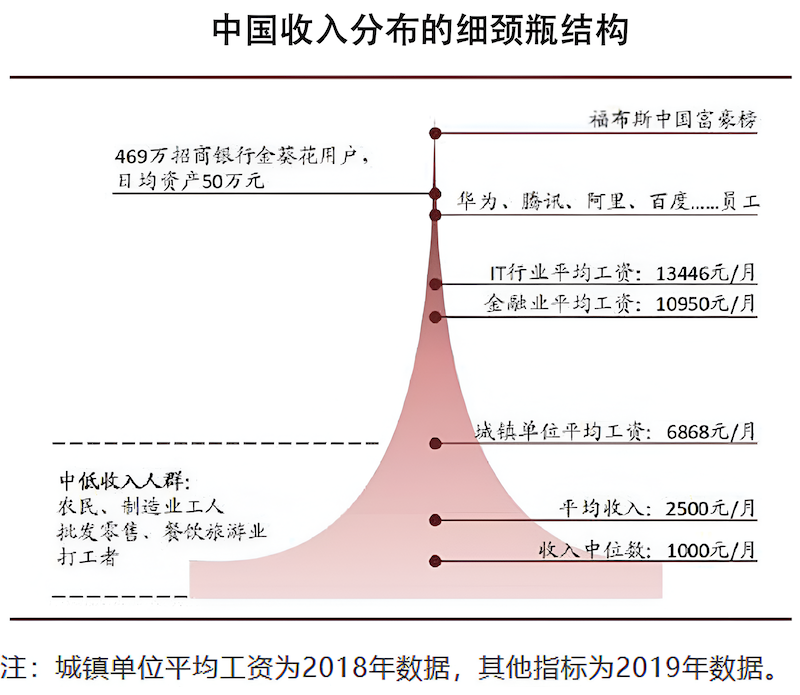 中国收入分布的细颈瓶结构
福布斯中国富豪榜
469万招商银行金葵花用户，
日均资产50万元
华为、腾讯、阿里、百度……员工
IT行业平均工资：13446元/月
金融业平均工资：10950元/月
城镇单位平均工资：6868元/月
中低收入人群：
农民、制造业工人
批发零售、餐饮旅游业
打工者
平均收入：2500元/月
收入中位数：1000元/月
注：城镇单位平均工资为2018年数据，其他指标为2019年数据。